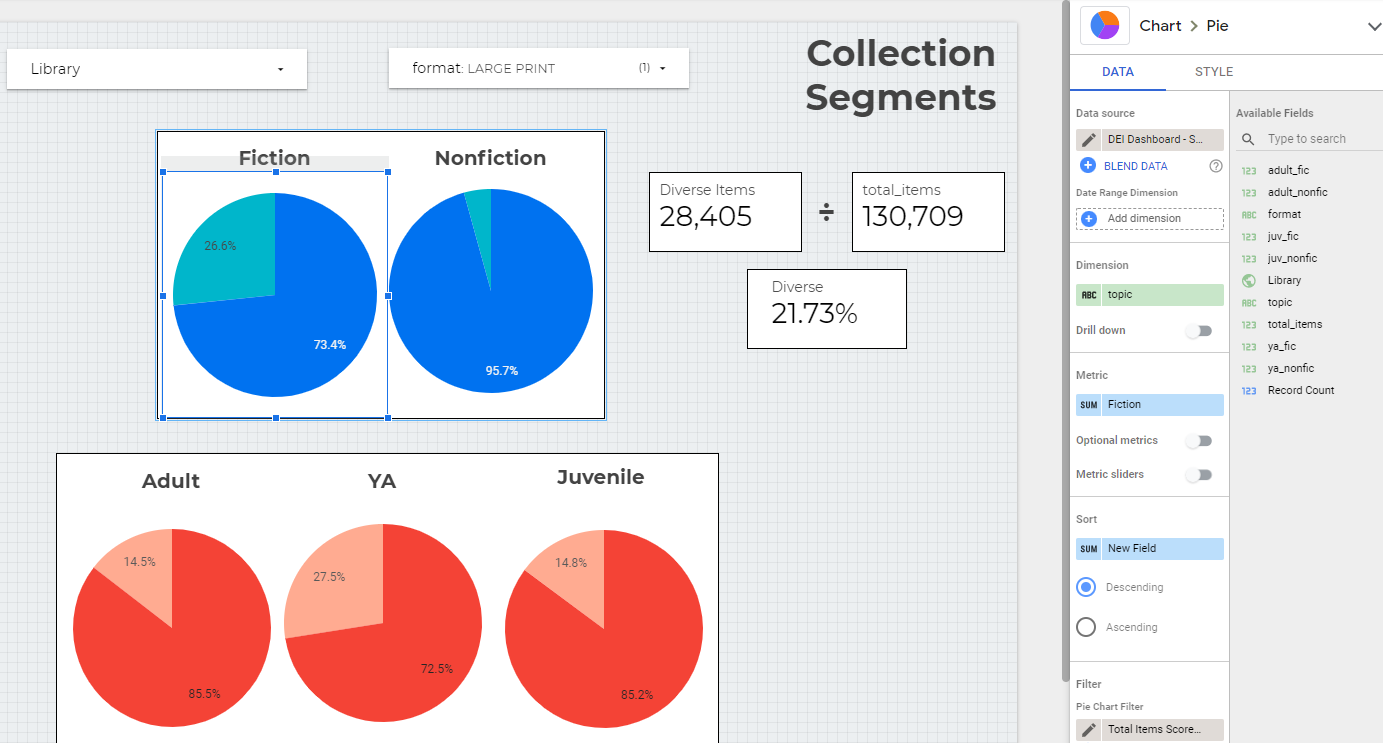 Library
format: LARGE PRINT (1)
Collection
Segments
Fiction
Nonfiction
26.6%
73.4%
95.7%
Diverse Items
28,405
÷
total_items
130,709
Diverse
21.73%
Adult
YA
Juvenile
14.5%
85.5%
27.5%
72.5%
14.8%
85.2%
Chart > Pie
DATA
STYLE
Data source
DEI Dashboard - S...
BLEND DATA
Date Range Dimension
Add dimension
Dimension
ABC topic
Drill down
Metric
SUM Fiction
Optional metrics
Metric sliders
Sort
SUM New Field
Descending
Ascending
Filter
Pie Chart Filter
Total Items Score...
Available Fields
Type to search
123 adult_fic
123 adult_nonfic
ABC format
123 juv_fic
123 juv_nonfic
Library
ABC topic
123 total_items
123 ya_fic
123 ya_nonfic
123 Record Count